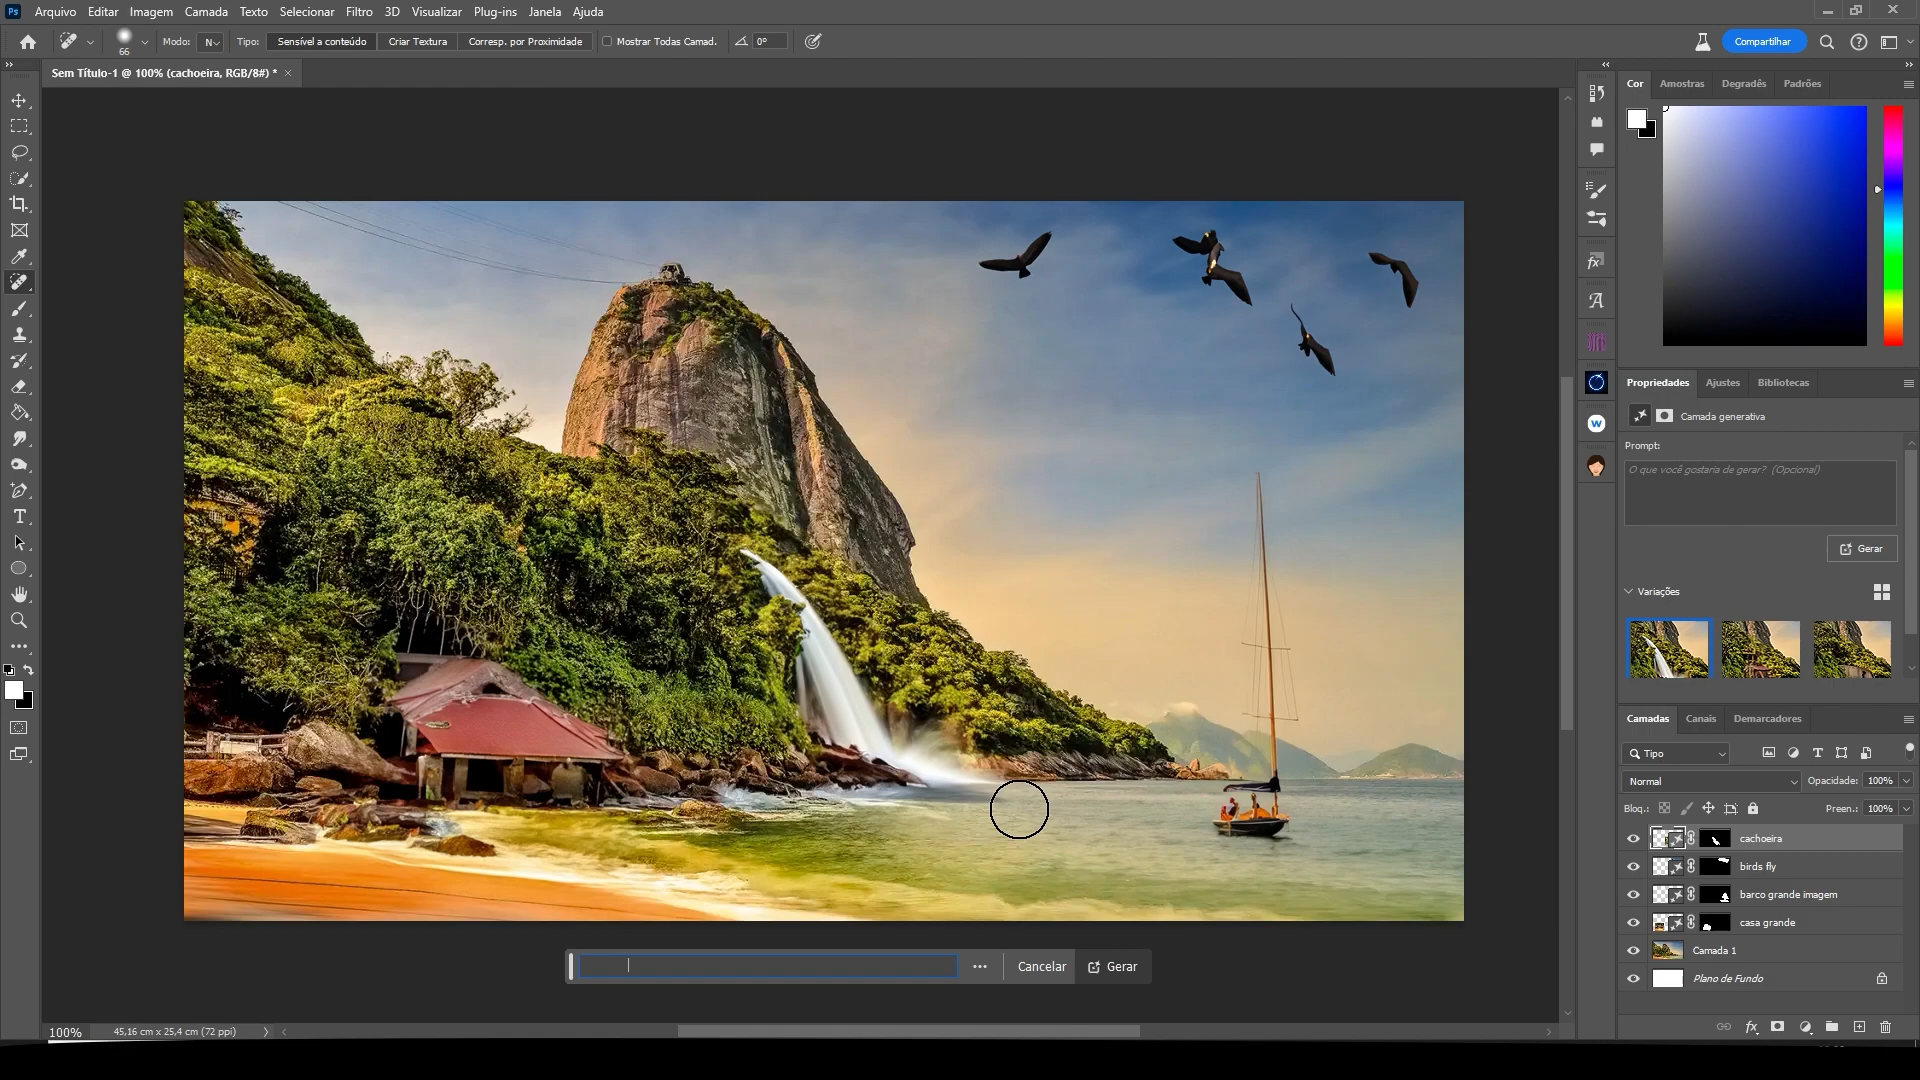 Ps Arquivo Editar Imagem Camada Texto Selecionar Filtro 3D Visualizar Plug-ins Janela Ajuda
66 Modo: N Tipo: Sensível a conteúdo Criar Textura Corresp. por Proximidade Mostrar Todas Camad. 0° Compartilhar
Sem Título-1 @ 100% (cachoeira, RGB/8#) * ×
Cor Amostras Degradês Padrões
Propriedades Ajustes Bibliotecas
Camada generativa
Prompt:
O que você gostaria de gerar? (Opcional)
Gerar
Variações
Camadas Canais Demarcadores
Tipo
Normal Opacidade: 100%
Bloq.: Preen.: 100%
cachoeira
birds fly
barco grande imagem
casa grande
Camada 1
Plano de Fundo
••• Cancelar Gerar
100% 45,16 cm x 25,4 cm (72 ppi)